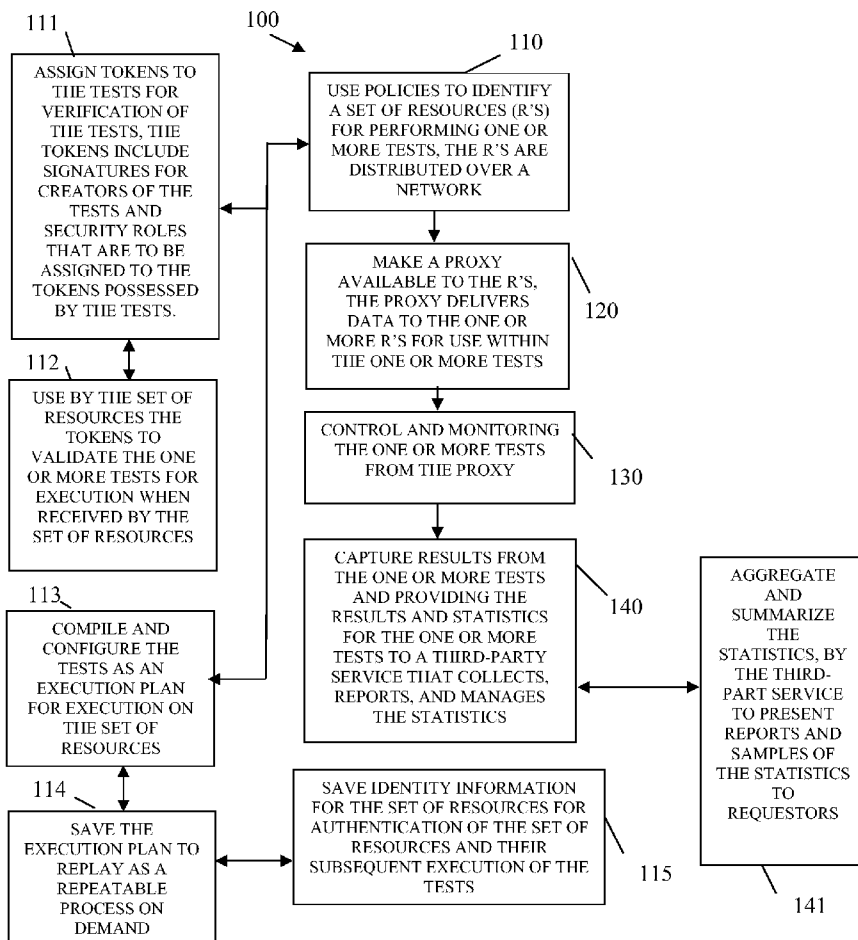 100
111
ASSIGN TOKENS TO
THE TESTS FOR
VERIFICATION OF
THE TESTS, THE
TOKENS INCLUDE
SIGNATURES FOR
CREATORS OF THE
TESTS AND
SECURITY ROLES
THAT ARE TO BE
ASSIGNED TO THE
TOKENS POSSESSED
BY THE TESTS.
112
USE BY THE SET OF
RESOURCES THE
TOKENS TO
VALIDATE THE ONE
OR MORE TESTS FOR
EXECUTION WHEN
RECEIVED BY THE
SET OF RESOURCES
113
COMPILE AND
CONFIGURE THE
TESTS AS AN
EXECUTION PLAN
FOR EXECUTION ON
THE SET OF
RESOURCES
114
SAVE THE
EXECUTION PLAN TO
REPLAY AS A
REPEATABLE
PROCESS ON
DEMAND
110
USE POLICIES TO IDENTIFY
A SET OF RESOURCES (R'S)
FOR PERFORMING ONE OR
MORE TESTS, THE R'S ARE
DISTRIBUTED OVER A
NETWORK
MAKE A PROXY
AVAILABLE TO THE R'S,
THE PROXY DELIVERS
DATA TO THE ONE OR
MORE R'S FOR USE WITHIN
THE ONE OR MORE TESTS
120
CONTROL AND MONITORING
THE ONE OR MORE TESTS
FROM THE PROXY
130
CAPTURE RESULTS FROM
THE ONE OR MORE TESTS
AND PROVIDING THE
RESULTS AND STATISTICS
FOR THE ONE OR MORE
TESTS TO A THIRD-PARTY
SERVICE THAT COLLECTS,
REPORTS, AND MANAGES
THE STATISTICS
140
SAVE IDENTITY INFORMATION
FOR THE SET OF RESOURCES FOR
AUTHENTICATION OF THE SET OF
RESOURCES AND THEIR
SUBSEQUENT EXECUTION OF THE
TESTS
115
AGGREGATE
AND
SUMMARIZE
THE
STATISTICS, BY
THE THIRD-
PART SERVICE
TO PRESENT
REPORTS AND
SAMPLES OF
THE STATISTICS
TO
REQUESTORS
141